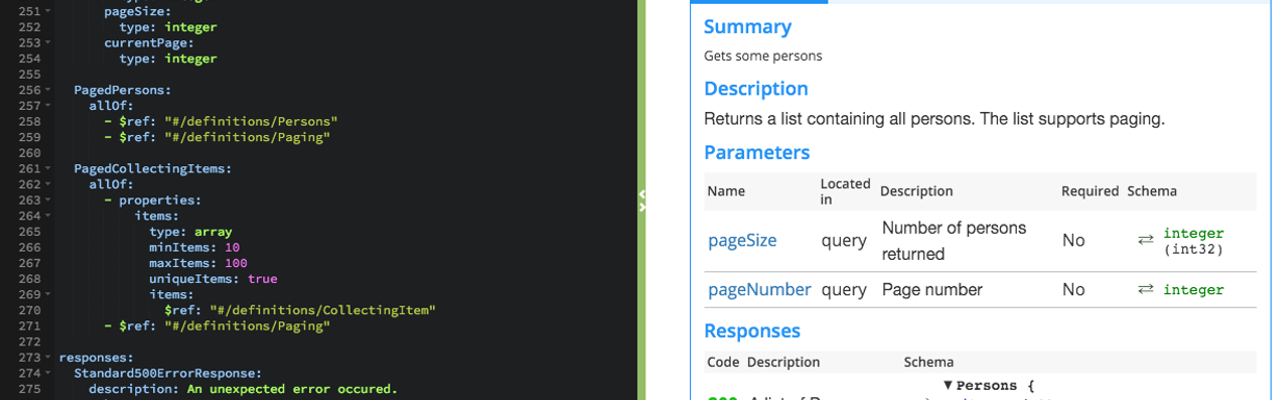 251 pageSize:
252 type: integer
253 currentPage:
254 type: integer
255
256 PagedPersons:
257 allOf:
258 - $ref: "#/definitions/Persons"
259 - $ref: "#/definitions/Paging"
260
261 PagedCollectingItems:
262 allOf:
263 - properties:
264 items:
265 type: array
266 minItems: 10
267 maxItems: 100
268 uniqueItems: true
269 items:
270 $ref: "#/definitions/CollectingItem"
271 - $ref: "#/definitions/Paging"
272
273 responses:
274 Standard500ErrorResponse:
275 description: An unexpected error occured.
Summary
Gets some persons
Description
Returns a list containing all persons. The list supports paging.
Parameters
Name Located in Description Required Schema
pageSize query Number of persons returned No ⇄ integer (int32)
pageNumber query Page number No ⇄ integer
Responses
Code Description Schema
▼ Persons {